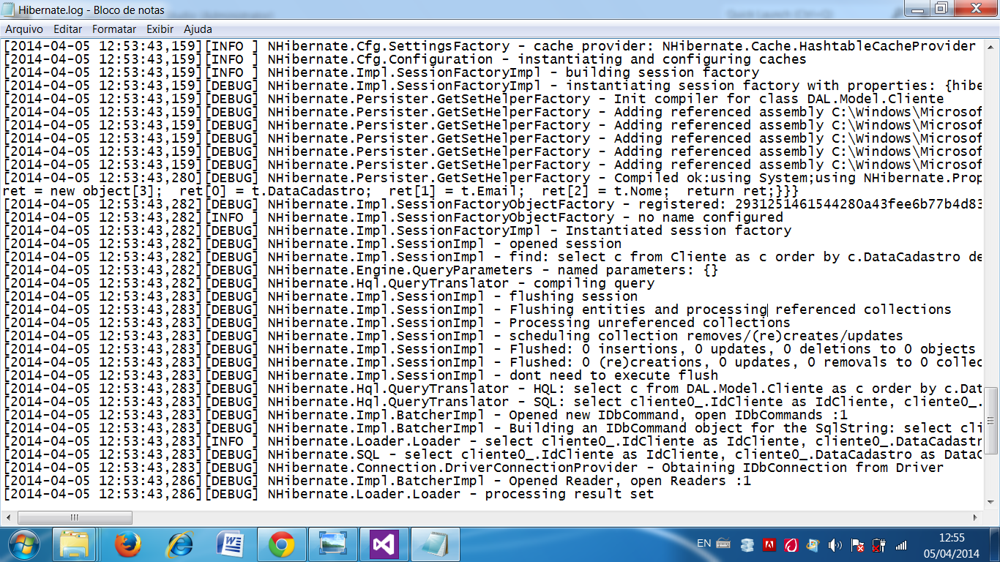 Hibernate.log - Bloco de notas
Arquivo Editar Formatar Exibir Ajuda
[2014-04-05 12:53:43,159][INFO ] NHibernate.Cfg.SettingsFactory - cache provider: NHibernate.Cache.HashtableCacheProvider
[2014-04-05 12:53:43,159][INFO ] NHibernate.Cfg.Configuration - instantiating and configuring caches
[2014-04-05 12:53:43,159][INFO ] NHibernate.Impl.SessionFactoryImpl - building session factory
[2014-04-05 12:53:43,159][DEBUG] NHibernate.Impl.SessionFactoryImpl - instantiating session factory with properties: {hibe
[2014-04-05 12:53:43,159][DEBUG] NHibernate.Persister.GetSetHelperFactory - Init compiler for class DAL.Model.Cliente
[2014-04-05 12:53:43,159][DEBUG] NHibernate.Persister.GetSetHelperFactory - Adding referenced assembly C:\Windows\Microsof
[2014-04-05 12:53:43,159][DEBUG] NHibernate.Persister.GetSetHelperFactory - Adding referenced assembly C:\Windows\Microsof
[2014-04-05 12:53:43,159][DEBUG] NHibernate.Persister.GetSetHelperFactory - Adding referenced assembly C:\Windows\Microsof
[2014-04-05 12:53:43,159][DEBUG] NHibernate.Persister.GetSetHelperFactory - Adding referenced assembly C:\Windows\Microsof
[2014-04-05 12:53:43,159][DEBUG] NHibernate.Persister.GetSetHelperFactory - Adding referenced assembly C:\Windows\Microsof
[2014-04-05 12:53:43,280][DEBUG] NHibernate.Persister.GetSetHelperFactory - Compiled ok:using System;using NHibernate.Prop
ret = new object[3];  ret[0] = t.DataCadastro;  ret[1] = t.Email;  ret[2] = t.Nome;  return ret;}}}
[2014-04-05 12:53:43,282][DEBUG] NHibernate.Impl.SessionFactoryObjectFactory - registered: 2931251461544280a43fee6b77b4d83
[2014-04-05 12:53:43,282][INFO ] NHibernate.Impl.SessionFactoryObjectFactory - no name configured
[2014-04-05 12:53:43,282][DEBUG] NHibernate.Impl.SessionFactoryImpl - Instantiated session factory
[2014-04-05 12:53:43,282][DEBUG] NHibernate.Impl.SessionImpl - opened session
[2014-04-05 12:53:43,282][DEBUG] NHibernate.Impl.SessionImpl - find: select c from Cliente as c order by c.DataCadastro de
[2014-04-05 12:53:43,282][DEBUG] NHibernate.Engine.QueryParameters - named parameters: {}
[2014-04-05 12:53:43,282][DEBUG] NHibernate.Hql.QueryTranslator - compiling query
[2014-04-05 12:53:43,283][DEBUG] NHibernate.Impl.SessionImpl - flushing session
[2014-04-05 12:53:43,283][DEBUG] NHibernate.Impl.SessionImpl - Flushing entities and processing referenced collections
[2014-04-05 12:53:43,283][DEBUG] NHibernate.Impl.SessionImpl - Processing unreferenced collections
[2014-04-05 12:53:43,283][DEBUG] NHibernate.Impl.SessionImpl - scheduling collection removes/(re)creates/updates
[2014-04-05 12:53:43,283][DEBUG] NHibernate.Impl.SessionImpl - Flushed: 0 insertions, 0 updates, 0 deletions to 0 objects
[2014-04-05 12:53:43,283][DEBUG] NHibernate.Impl.SessionImpl - Flushed: 0 (re)creations, 0 updates, 0 removals to 0 collec
[2014-04-05 12:53:43,283][DEBUG] NHibernate.Impl.SessionImpl - dont need to execute flush
[2014-04-05 12:53:43,283][DEBUG] NHibernate.Hql.QueryTranslator - HQL: select c from DAL.Model.Cliente as c order by c.Dat
[2014-04-05 12:53:43,283][DEBUG] NHibernate.Hql.QueryTranslator - SQL: select cliente0_.IdCliente as IdCliente, cliente0_.
[2014-04-05 12:53:43,283][DEBUG] NHibernate.Impl.BatcherImpl - Opened new IDbCommand, open IDbCommands :1
[2014-04-05 12:53:43,283][DEBUG] NHibernate.Impl.BatcherImpl - Building an IDbCommand object for the SqlString: select cli
[2014-04-05 12:53:43,283][INFO ] NHibernate.Loader.Loader - select cliente0_.IdCliente as IdCliente, cliente0_.DataCadastr
[2014-04-05 12:53:43,283][DEBUG] NHibernate.SQL - select cliente0_.IdCliente as IdCliente, cliente0_.DataCadastro as DataC
[2014-04-05 12:53:43,283][DEBUG] NHibernate.Connection.DriverConnectionProvider - Obtaining IDbConnection from Driver
[2014-04-05 12:53:43,286][DEBUG] NHibernate.Impl.BatcherImpl - Opened Reader, open Readers :1
[2014-04-05 12:53:43,286][DEBUG] NHibernate.Loader.Loader - processing result set
EN
12:55
05/04/2014